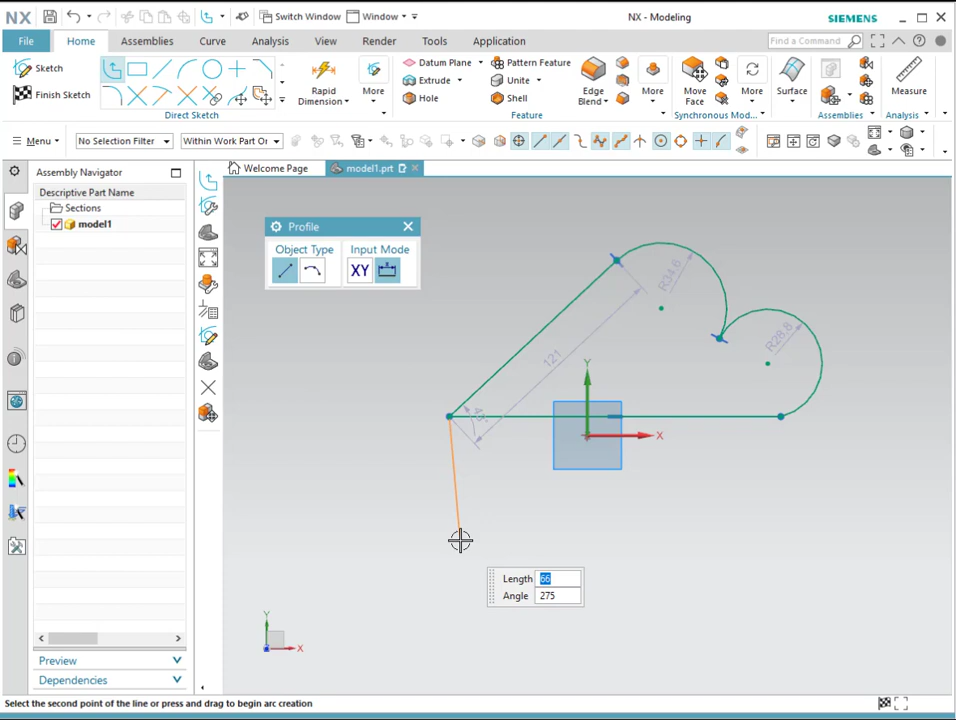 NX Switch Window Window NX - Modeling SIEMENS
File Home Assemblies Curve Analysis View Render Tools Application Find a Command
Sketch
Finish Sketch
Rapid Dimension More
Direct Sketch
Datum Plane
Extrude
Hole
Pattern Feature
Unite
Shell
Edge Blend More
Feature
Move Face More
Synchronous Mod...
Surface
Assemblies
Measure
Analysis
Menu No Selection Filter Within Work Part Or
Assembly Navigator
Welcome Page model1.prt
Descriptive Part Name
Sections
model1
Profile
Object Type Input Mode
XY
R34.6
R28.8
121
Y
X
Length 66
Angle 275
Y
X
Preview
Dependencies
Select the second point of the line or press and drag to begin arc creation